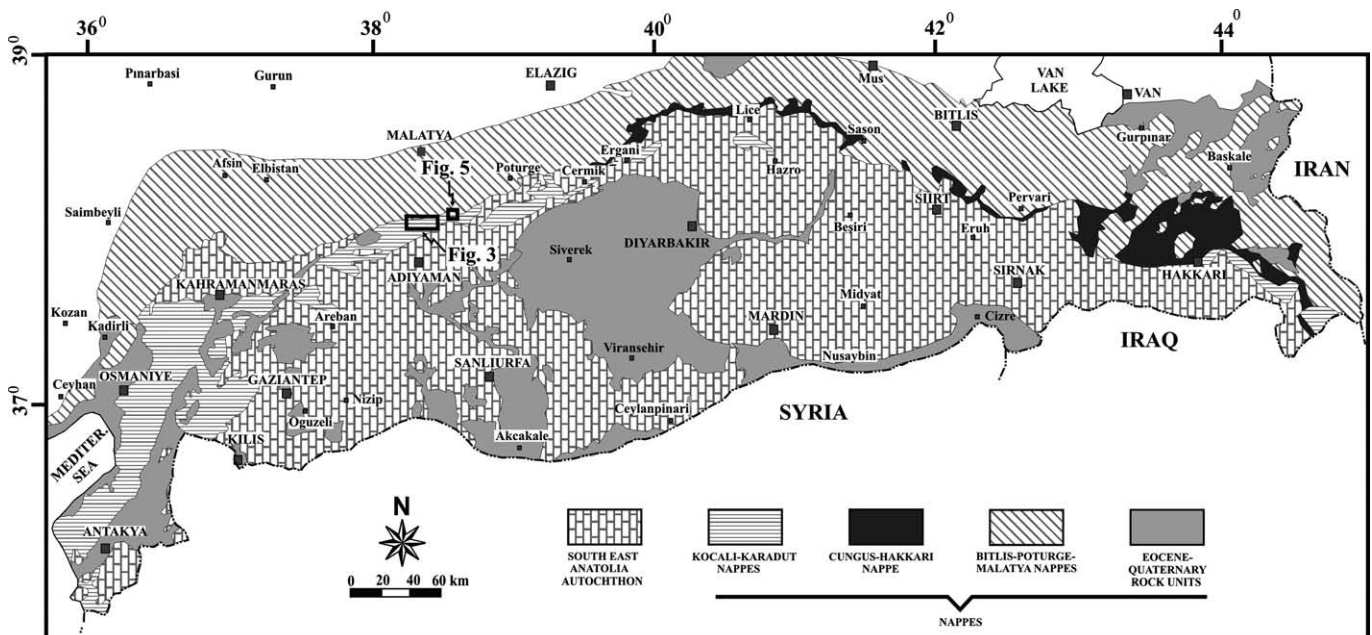 36⁰ 38⁰ 40⁰ 42⁰ 44⁰
39⁰
Pınarbasi
Gurun
ELAZIG
Mus
VAN
LAKE
VAN
MALATYA
Lice
BITLIS
Gurpınar
Sason
Afsin
Elbistan
Fig. 5
Poturge
Ergani
Cermik
Hazro
Baskale
IRAN
Saimbeyli
SIIRT
Pervari
Fig. 3
Siverek
DIYARBAKIR
Beşiri
Eruh
ADIYAMAN
HAKKARI
KAHRAMANMARAS
SIRNAK
Kozan
Kadirli
Areban
Midyat
MARDIN
Cizre
IRAQ
Viransehir
Nusaybin
Ceyhan
OSMANIYE
GAZIANTEP
SANLIURFA
37⁰
Nizip
Oguzeli
Ceylanpinari
SYRIA
KILIS
Akcakale
MEDITER.
SEA
ANTAKYA
N
0 20 40 60 km
SOUTH EAST
ANATOLIA
AUTOCHTHON
KOCALI-KARADUT
NAPPES
CUNGUS-HAKKARI
NAPPE
BITLIS-POTURGE-
MALATYA NAPPES
EOCENE-
QUATERNARY
ROCK UNITS
NAPPES